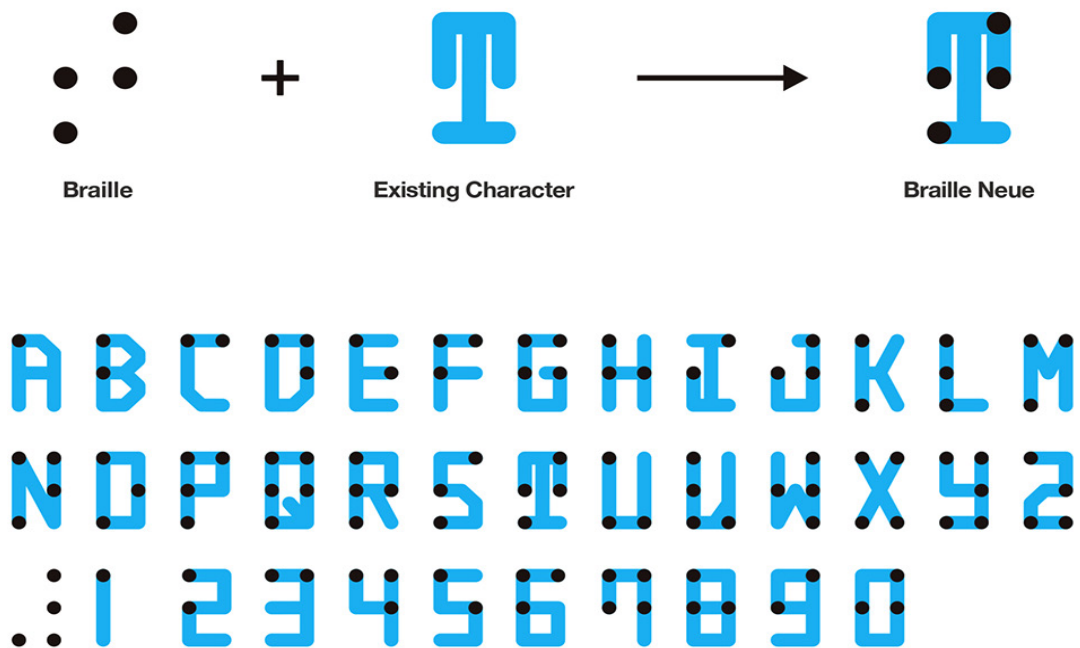 + T T
Braille Existing Character Braille Neue
A B C D E F G H I J K L M
N O P Q R S T U V W X Y Z
⠼ 1 2 3 4 5 6 7 8 9 0